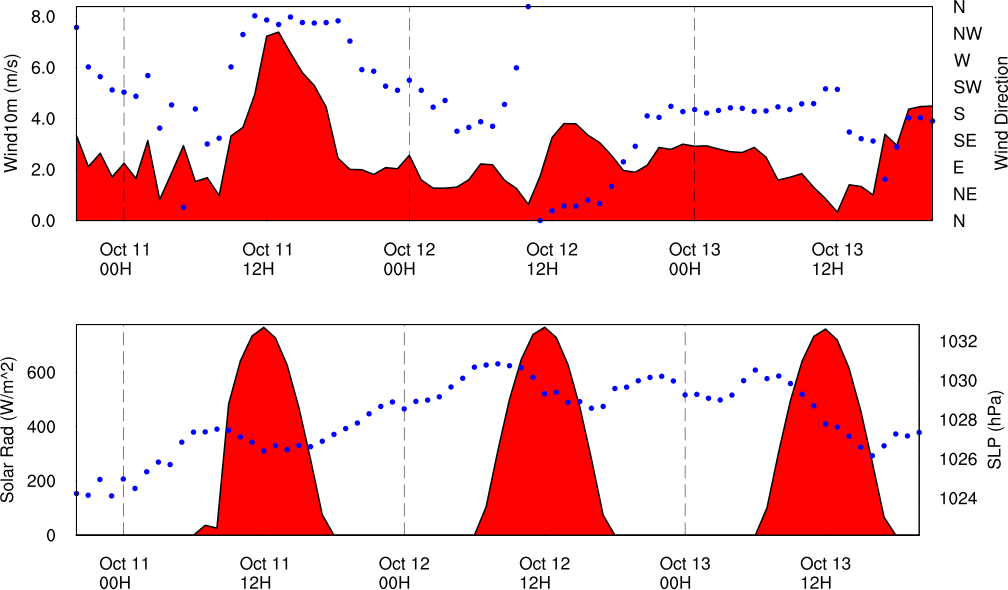 Wind10m (m/s)
8.0
6.0
4.0
2.0
0.0
N
NW
W
SW
S
SE
E
NE
N
Wind Direction
Oct 11
00H
Oct 11
12H
Oct 12
00H
Oct 12
12H
Oct 13
00H
Oct 13
12H
Solar Rad (W/m^2)
600
400
200
0
1032
1030
1028
1026
1024
SLP (hPa)
Oct 11
00H
Oct 11
12H
Oct 12
00H
Oct 12
12H
Oct 13
00H
Oct 13
12H